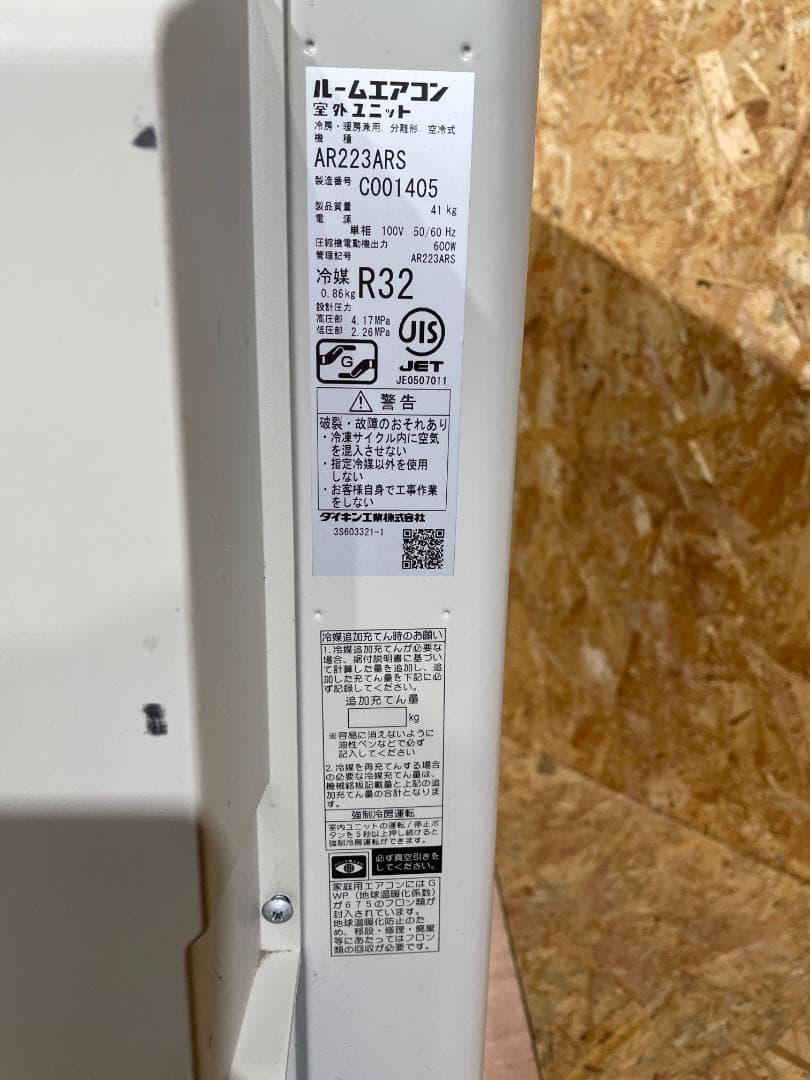 ルームエアコン
室外ユニット
冷房・暖房兼用 分離形 空冷式
機種
AR223ARS
製造番号 C001405
製品質量 41 kg
電源
単相 100V 50/60 Hz
圧縮機電動機出力 600W
管理記号 AR223ARS
冷媒 R32
0.86kg
設計圧力
高圧部 4.17MPa
低圧部 2.26MPa
JIS
G
JET
JE0507011
警告
破裂・故障のおそれあり
・冷凍サイクル内に空気
を混入させない
・指定冷媒以外を使用
しない
・お客様自身で工事作業
をしない
ダイキン工業株式会社
3S603321-1
冷媒追加充てん時のお願い
1.冷媒追加充てんが必要な
場合、据付説明書に基づい
て計算した量を追加し、追
加した充てん量を下記に必
ず記録してください。
追加充てん量
kg
※容易に消えないように
油性ペンなどで必ず
記入してください
2.冷媒を再充てんする場合
の必要な冷媒充てん量は、
機械銘板記載量と上記の追
加充てん量の合計となりま
す。
強制冷房運転
室内ユニットの運転/停止ボ
タンを5秒以上押し続けると
強制冷房運転ができます。
必ず真空引きを
してください。
家庭用エアコンにはG
WP（地球温暖化係数）
が675のフロン類が
封入されています。
地球温暖化防止のた
め、移設・修理・廃棄
等にあたってはフロン
類の回収が必要です。